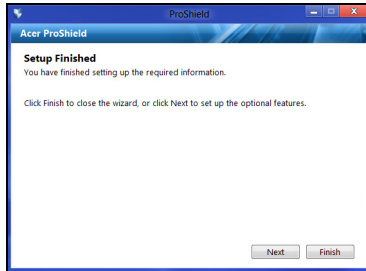 ProShield
Acer ProShield
Setup Finished
You have finished setting up the required information.
Click Finish to close the wizard, or click Next to set up the optional features.
Next Finish